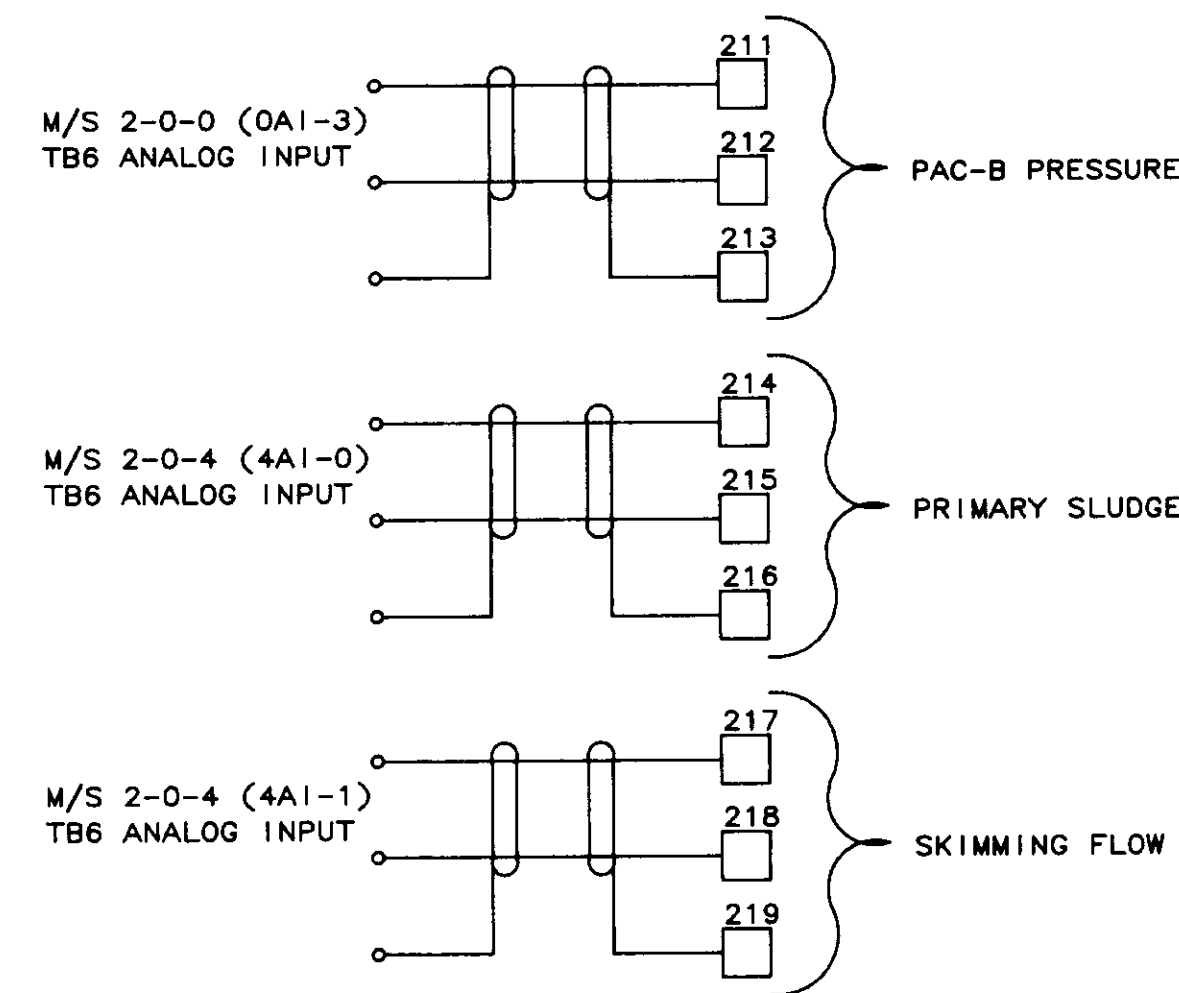 211
M/S 2-0-0 (0AI-3)
TB6 ANALOG INPUT
212
PAC-B PRESSURE
213
214
M/S 2-0-4 (4AI-0)
TB6 ANALOG INPUT
215
PRIMARY SLUDGE
216
217
M/S 2-0-4 (4AI-1)
TB6 ANALOG INPUT
218
SKIMMING FLOW
219